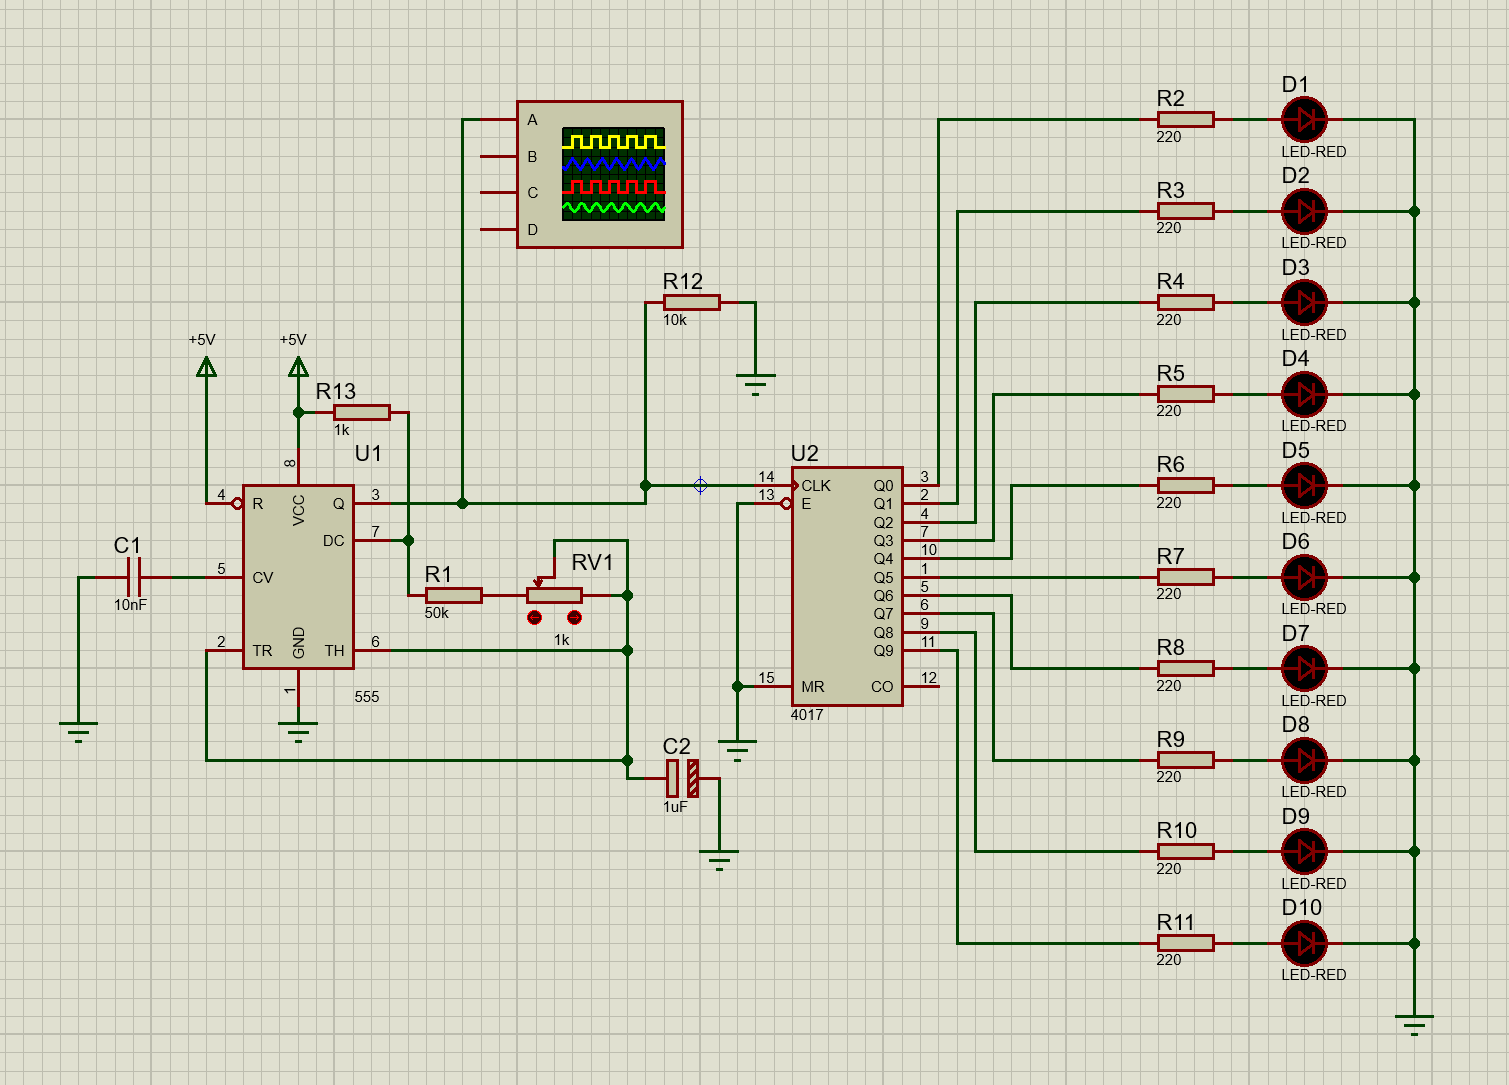 D1
R2
220
LED-RED
A
B
C
D
D2
R3
220
LED-RED
D3
R4
220
LED-RED
R12
10k
+5V
+5V
D4
R5
220
LED-RED
R13
1k
U1
8
4
R
VCC
Q
3
DC
7
5
CV
2
TR
GND
TH
6
1
555
C1
10nF
R1
50k
RV1
1k
C2
1uF
U2
14
CLK
Q0
3
13
E
Q1
2
Q2
4
Q3
7
Q4
10
Q5
1
Q6
5
Q7
6
Q8
9
Q9
11
15
MR
CO
12
4017
D5
R6
220
LED-RED
D6
R7
220
LED-RED
D7
R8
220
LED-RED
D8
R9
220
LED-RED
D9
R10
220
LED-RED
D10
R11
220
LED-RED